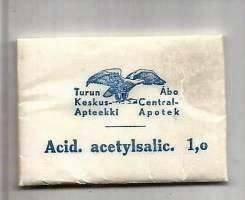 Turun Åbo
Keskus- Central-
Apteekki Apotek
Acid. acetylsalic. 1,0